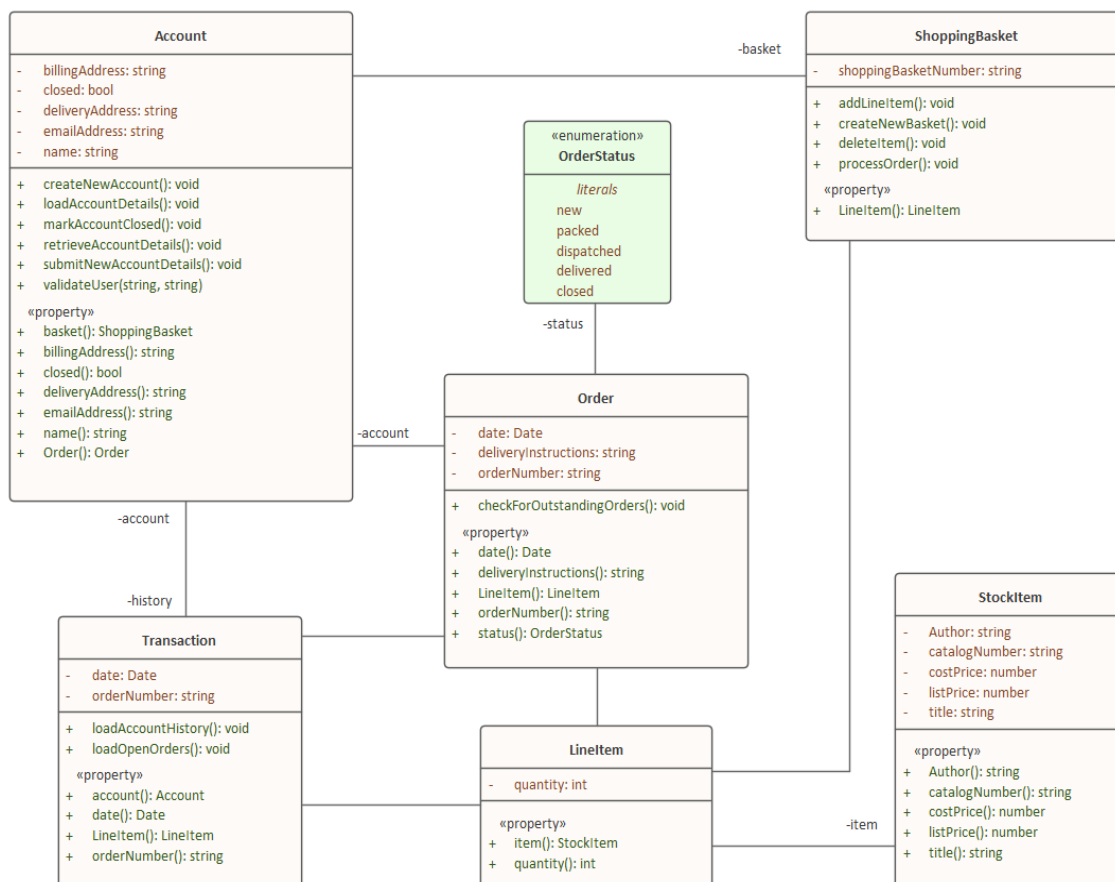 Account
- billingAddress: string
- closed: bool
- deliveryAddress: string
- emailAddress: string
- name: string
+ createNewAccount(): void
+ loadAccountDetails(): void
+ markAccountClosed(): void
+ retrieveAccountDetails(): void
+ submitNewAccountDetails(): void
+ validateUser(string, string)
«property»
+ basket(): ShoppingBasket
+ billingAddress(): string
+ closed(): bool
+ deliveryAddress(): string
+ emailAddress(): string
+ name(): string
+ Order(): Order
-basket
ShoppingBasket
- shoppingBasketNumber: string
+ addLineItem(): void
+ createNewBasket(): void
+ deleteItem(): void
+ processOrder(): void
«property»
+ LineItem(): LineItem
«enumeration»
OrderStatus
literals
new
packed
dispatched
delivered
closed
-status
-account
Order
- date: Date
- deliveryInstructions: string
- orderNumber: string
+ checkForOutstandingOrders(): void
«property»
+ date(): Date
+ deliveryInstructions(): string
+ LineItem(): LineItem
+ orderNumber(): string
+ status(): OrderStatus
-account
-history
Transaction
- date: Date
- orderNumber: string
+ loadAccountHistory(): void
+ loadOpenOrders(): void
«property»
+ account(): Account
+ date(): Date
+ LineItem(): LineItem
+ orderNumber(): string
LineItem
- quantity: int
«property»
+ item(): StockItem
+ quantity(): int
-item
StockItem
- Author: string
- catalogNumber: string
- costPrice: number
- listPrice: number
- title: string
«property»
+ Author(): string
+ catalogNumber(): string
+ costPrice(): number
+ listPrice(): number
+ title(): string